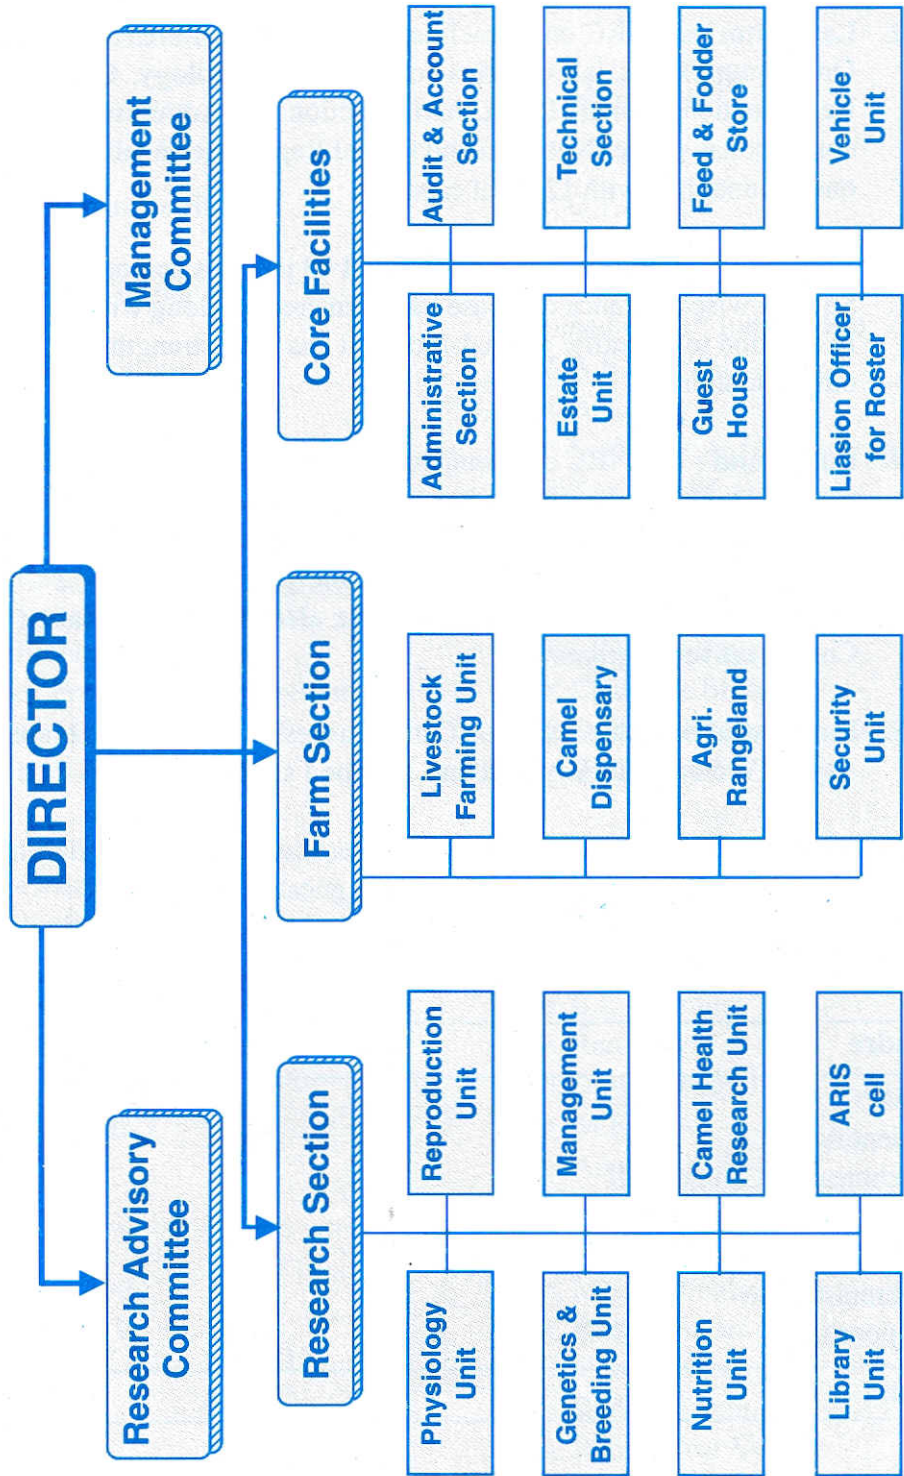 DIRECTOR
Research Advisory
Committee
Management
Committee
Research Section
Farm Section
Core Facilities
Physiology
Unit
Reproduction
Unit
Livestock
Farming Unit
Administrative
Section
Audit & Account
Section
Genetics &
Breeding Unit
Management
Unit
Camel
Dispensary
Estate
Unit
Technical
Section
Nutrition
Unit
Camel Health
Research Unit
Agri.
Rangeland
Guest
House
Feed & Fodder
Store
Library
Unit
ARIS
cell
Security
Unit
Liasion Officer
for Roster
Vehicle
Unit